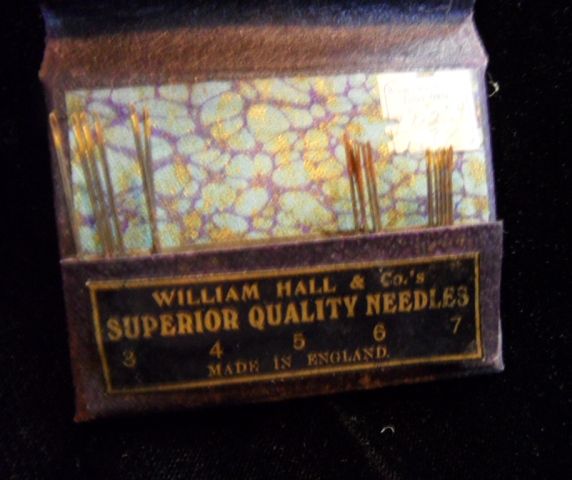 WILLIAM HALL & Co.'s
SUPERIOR QUALITY NEEDLES
3 4 5 6 7
MADE IN ENGLAND.